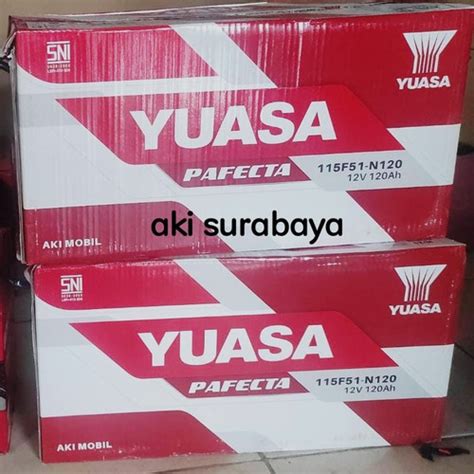 SNI
YUASA
YUASA
PAFECTA
115F51-N120
12V 120Ah
aki surabaya
AKI MOBIL
SNI
YUASA
YUASA
PAFECTA
115F51-N120
12V 120Ah
AKI MOBIL